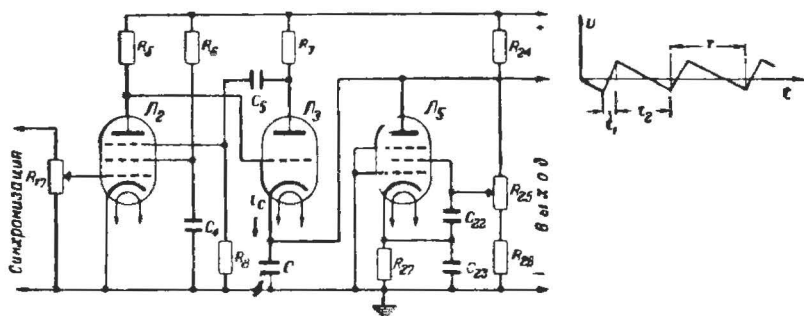 R₅
R₆
R₇
R₂₄
+
C₅
Л₂
Л₃
Л₅
Синхронизация
R₁₇
C₄
R₈
i_C
C
R₂₇
C₂₂
C₂₃
R₂₅
R₂₆
Выход
–
U
τ
t
t₁
τ₂